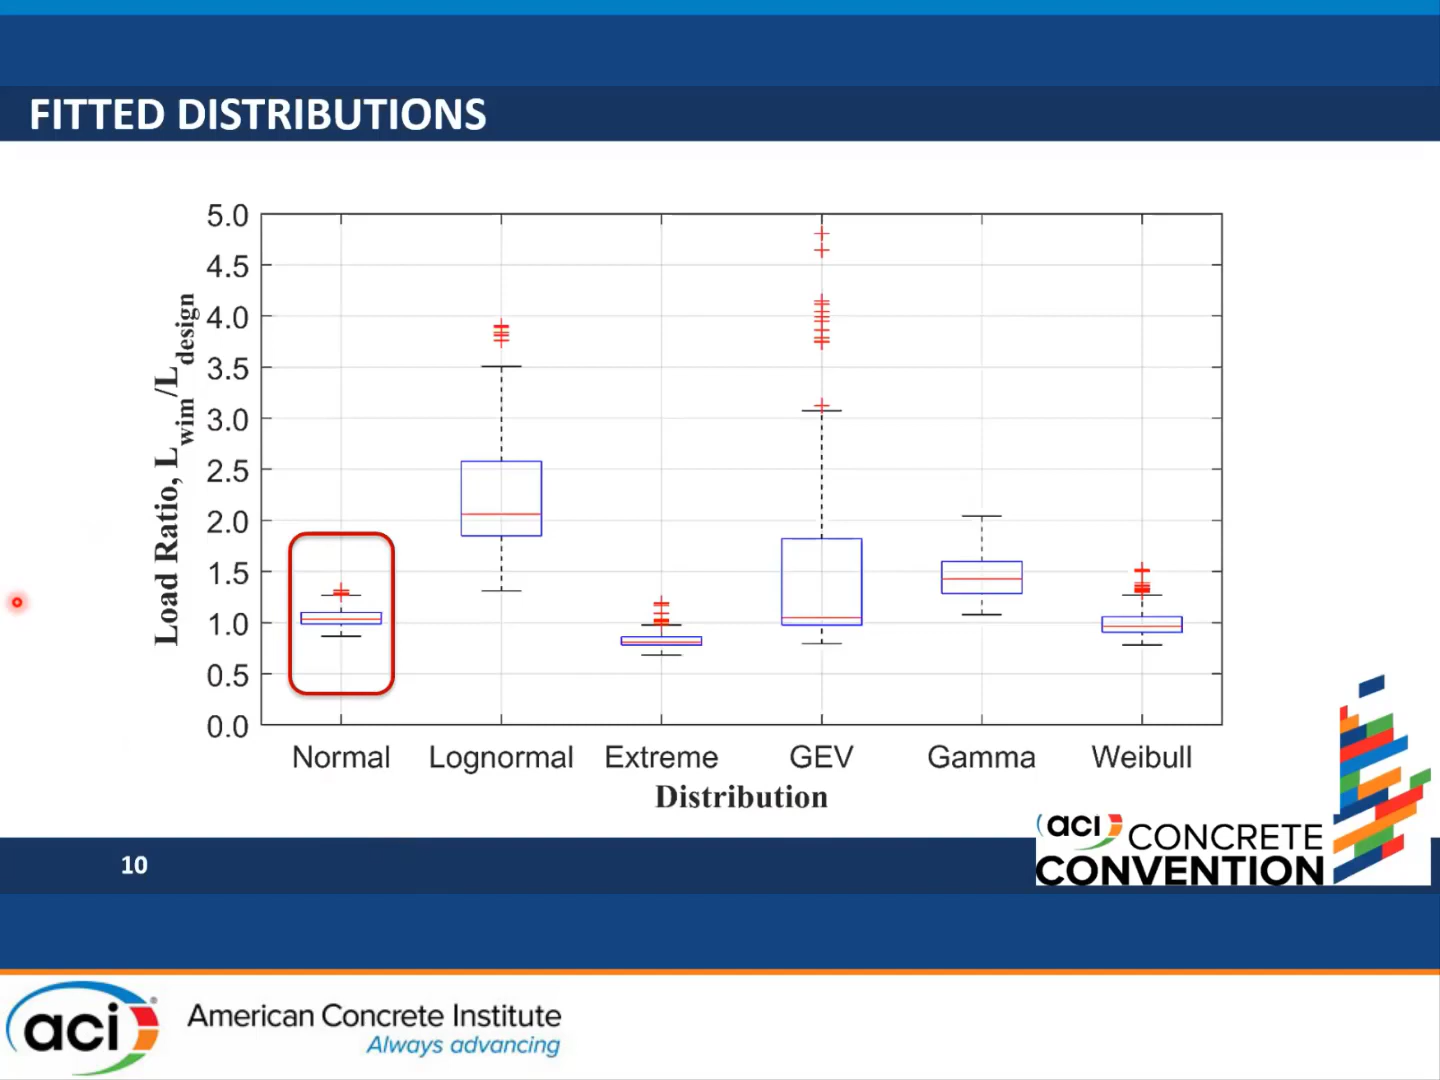 FITTED DISTRIBUTIONS
5.0
4.5
4.0
3.5
3.0
2.5
2.0
1.5
1.0
0.5
0.0
Load Ratio, Lwim/Ldesign
Normal Lognormal Extreme GEV Gamma Weibull
Distribution
10
aci CONCRETE
CONVENTION
aci® American Concrete Institute
Always advancing